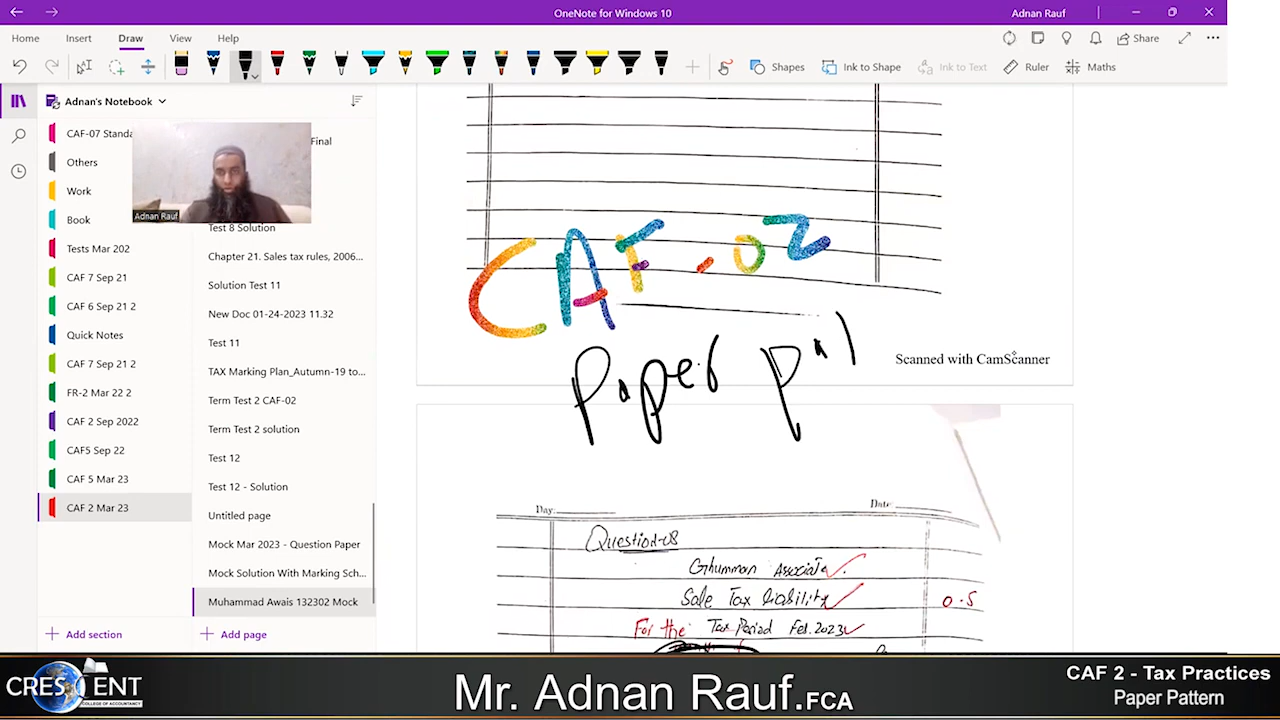 OneNote for Windows 10
Adnan Rauf
Home Insert Draw View Help
Share
Shapes Ink to Shape Ink to Text Ruler Maths
Adnan's Notebook
CAF-07 Standa
Others
Work
Book
Tests Mar 202
CAF 7 Sep 21
CAF 6 Sep 21 2
Quick Notes
CAF 7 Sep 21 2
FR-2 Mar 22 2
CAF 2 Sep 2022
CAF5 Sep 22
CAF 5 Mar 23
CAF 2 Mar 23
Add section
Final
Adnan Rauf
Test 8 Solution
Chapter 21. Sales tax rules, 2006...
Solution Test 11
New Doc 01-24-2023 11.32
Test 11
TAX Marking Plan_Autumn-19 to...
Term Test 2 CAF-02
Term Test 2 solution
Test 12
Test 12 - Solution
Untitled page
Mock Mar 2023 - Question Paper
Mock Solution With Marking Sch...
Muhammad Awais 132302 Mock
Add page
CAF-02
Paper
Scanned with CamScanner
Day: Date:
Question-08
Ghumman Associate.
Sale Tax liability 0.5
For the Tax Period Feb.2023
CRESCENT
COLLEGE OF ACCOUNTANCY
Mr. Adnan Rauf.FCA
CAF 2 - Tax Practices
Paper Pattern